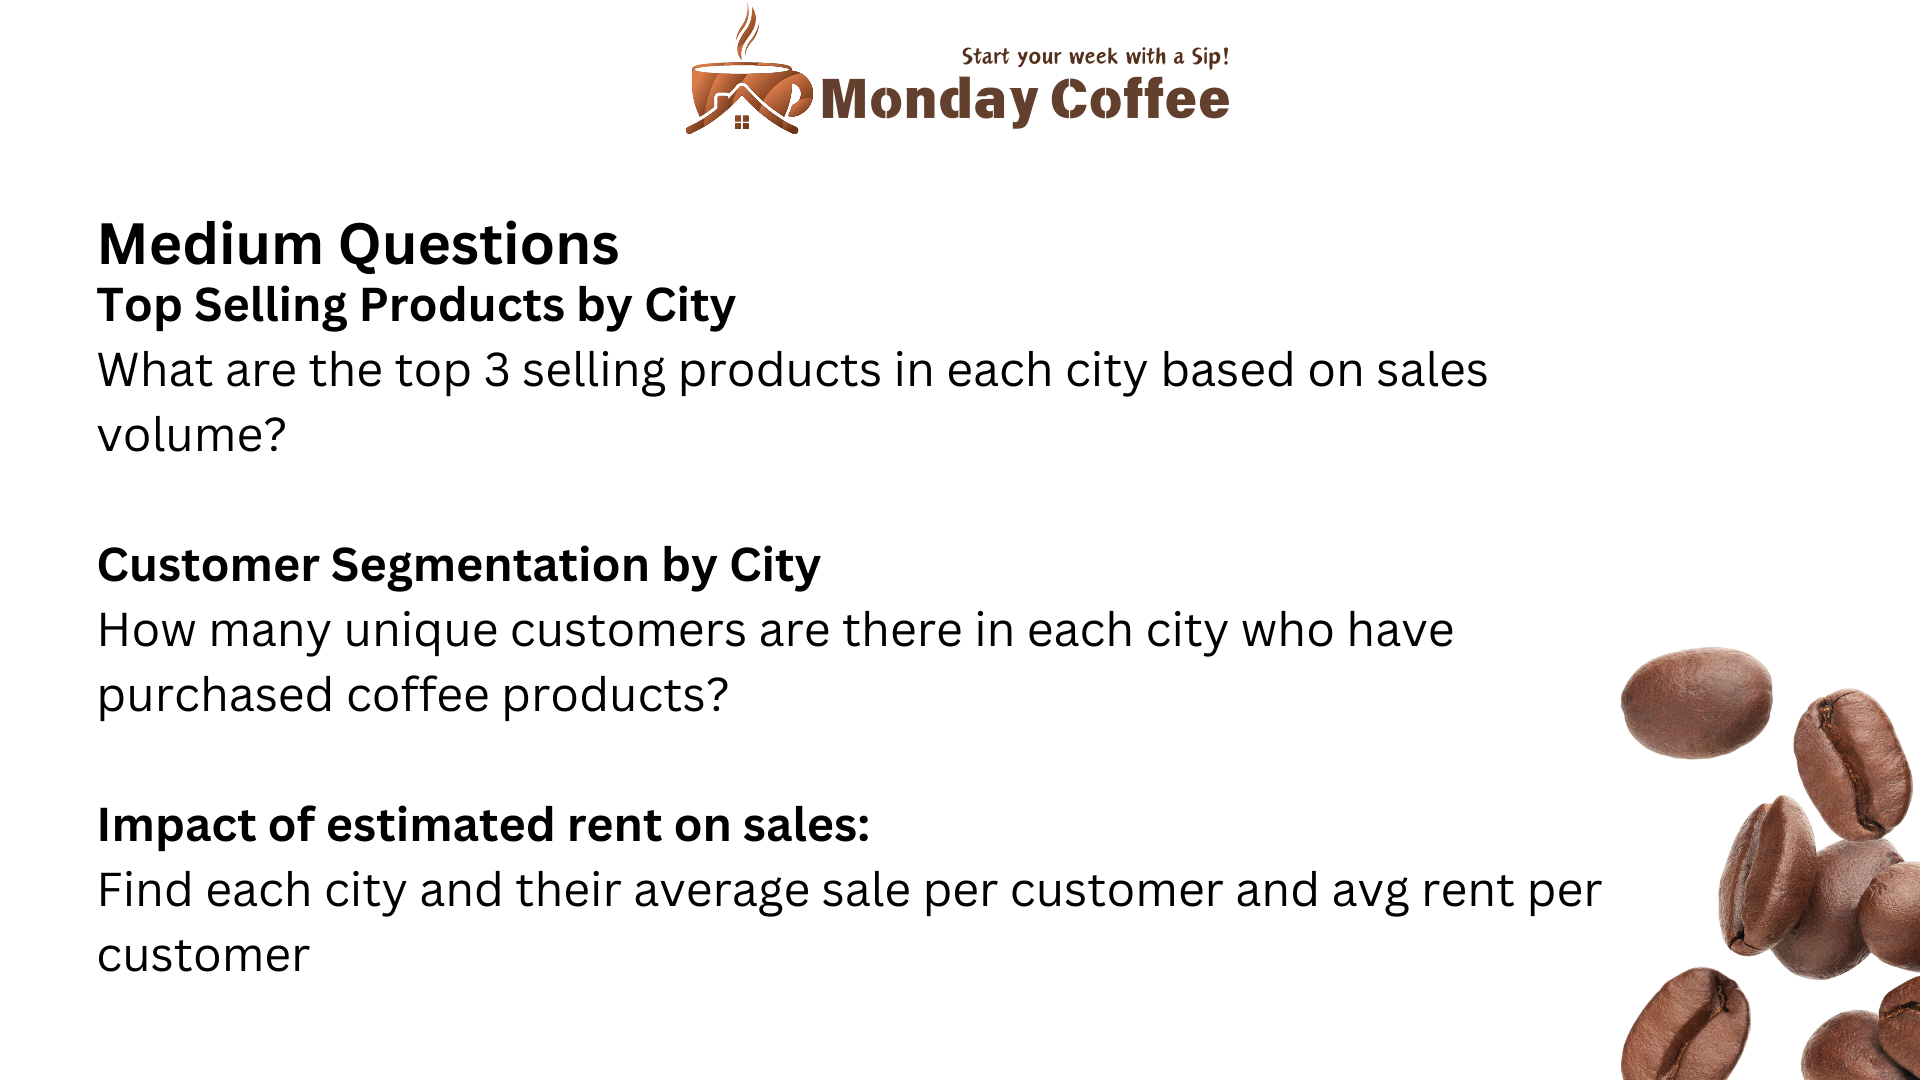 Start your week with a Sip!
Monday Coffee
Medium Questions
Top Selling Products by City
What are the top 3 selling products in each city based on sales
volume?
Customer Segmentation by City
How many unique customers are there in each city who have
purchased coffee products?
Impact of estimated rent on sales:
Find each city and their average sale per customer and avg rent per
customer